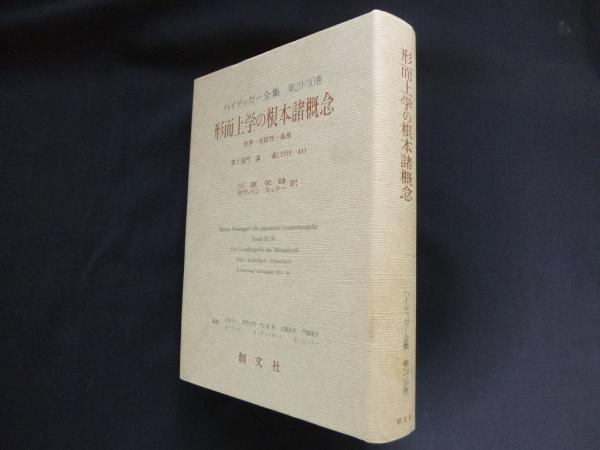 ハイデッガー全集 第29/30巻
形而上学の根本諸概念
世界―有限性―孤独
第2部門 講義(1919―44)
川原栄峰
セヴェリン・ミュラー 訳
Martin Heidegger Die japanische Gesamtausgabe
Band 29/30
Die Grundbegriffe der Metaphysik
Welt - Endlichkeit - Einsamkeit
創文社
形而上学の根本諸概念
ハイデッガー全集 第29/30巻
創文社